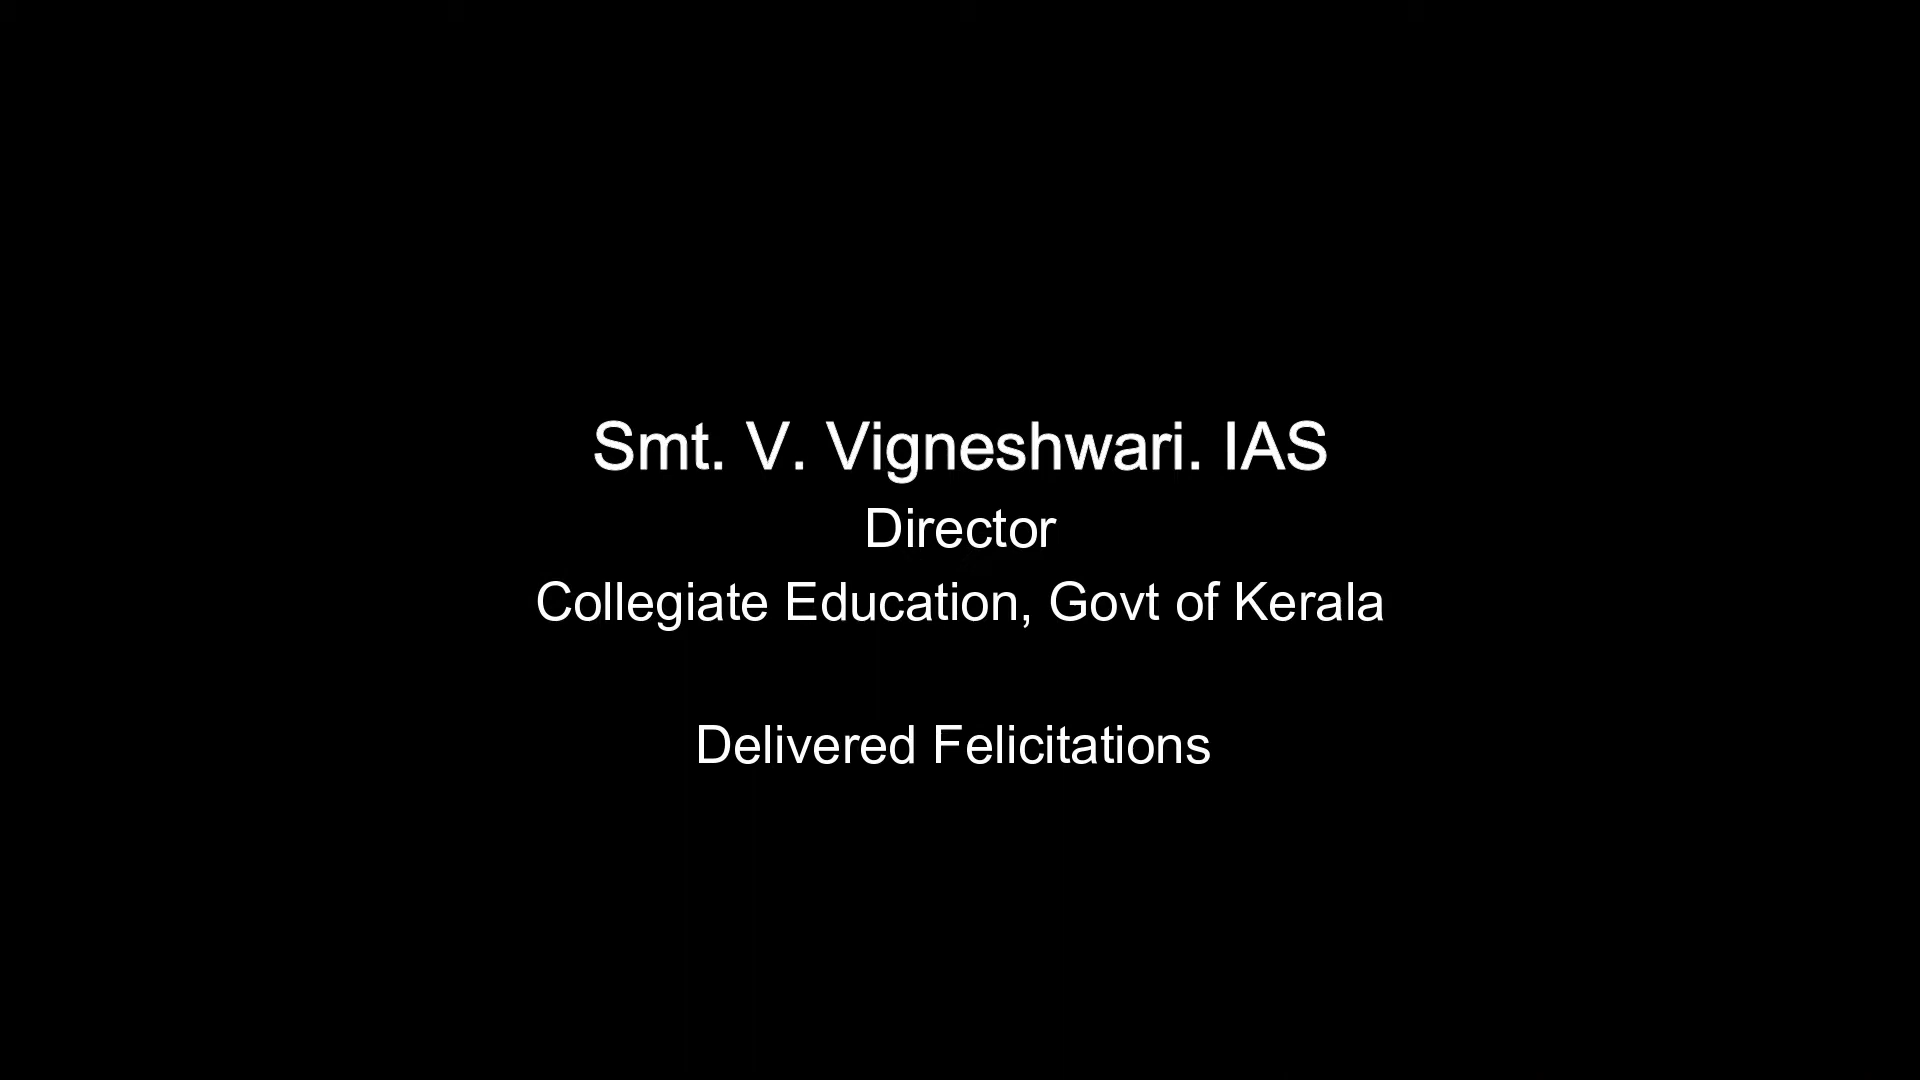 Smt. V. Vigneshwari. IAS
Director
Collegiate Education, Govt of Kerala
Delivered Felicitations